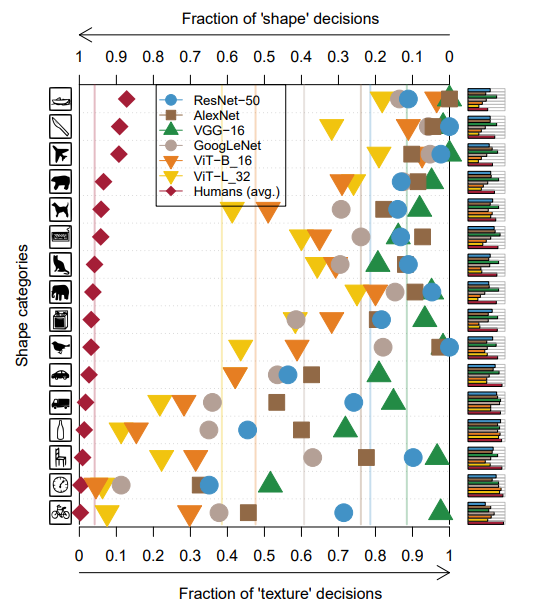 Fraction of 'shape' decisions
1 0.9 0.8 0.7 0.6 0.5 0.4 0.3 0.2 0.1 0
ResNet−50
AlexNet
VGG−16
GoogLeNet
ViT−B_16
ViT−L_32
Humans (avg.)
Shape categories
0 0.1 0.2 0.3 0.4 0.5 0.6 0.7 0.8 0.9 1
Fraction of 'texture' decisions